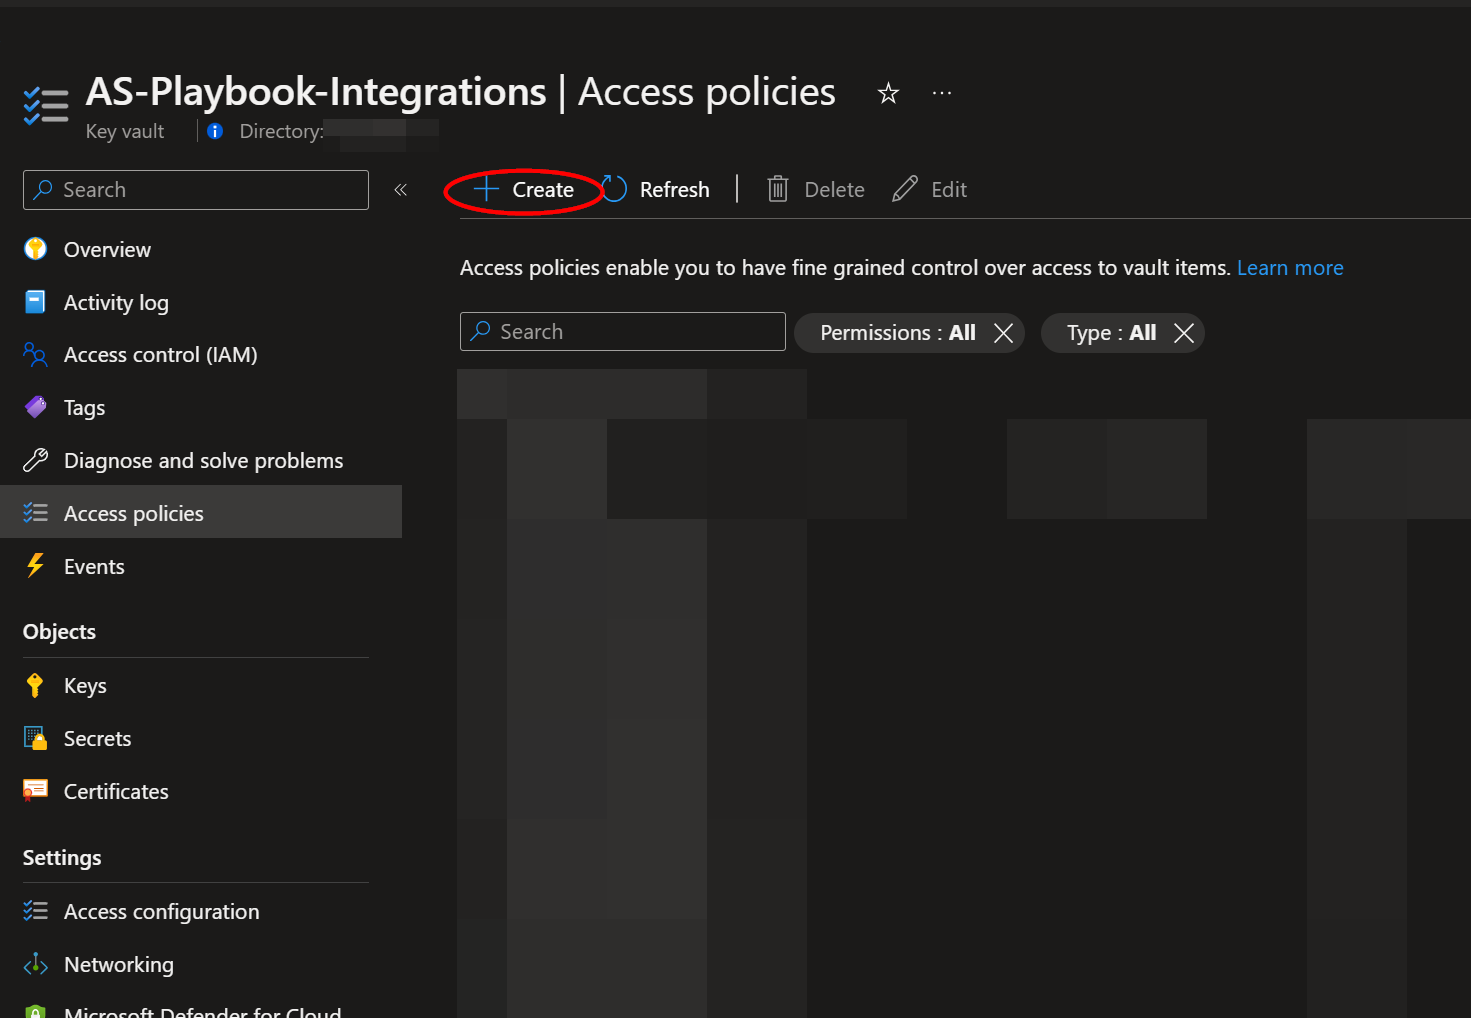 AS-Playbook-Integrations | Access policies
Key vault
Directory:
Search
Overview
Activity log
Access control (IAM)
Tags
Diagnose and solve problems
Access policies
Events
Objects
Keys
Secrets
Certificates
Settings
Access configuration
Networking
Microsoft Defender for Cloud
Create
Refresh
Delete
Edit
Access policies enable you to have fine grained control over access to vault items. Learn more
Search
Permissions : All
Type : All